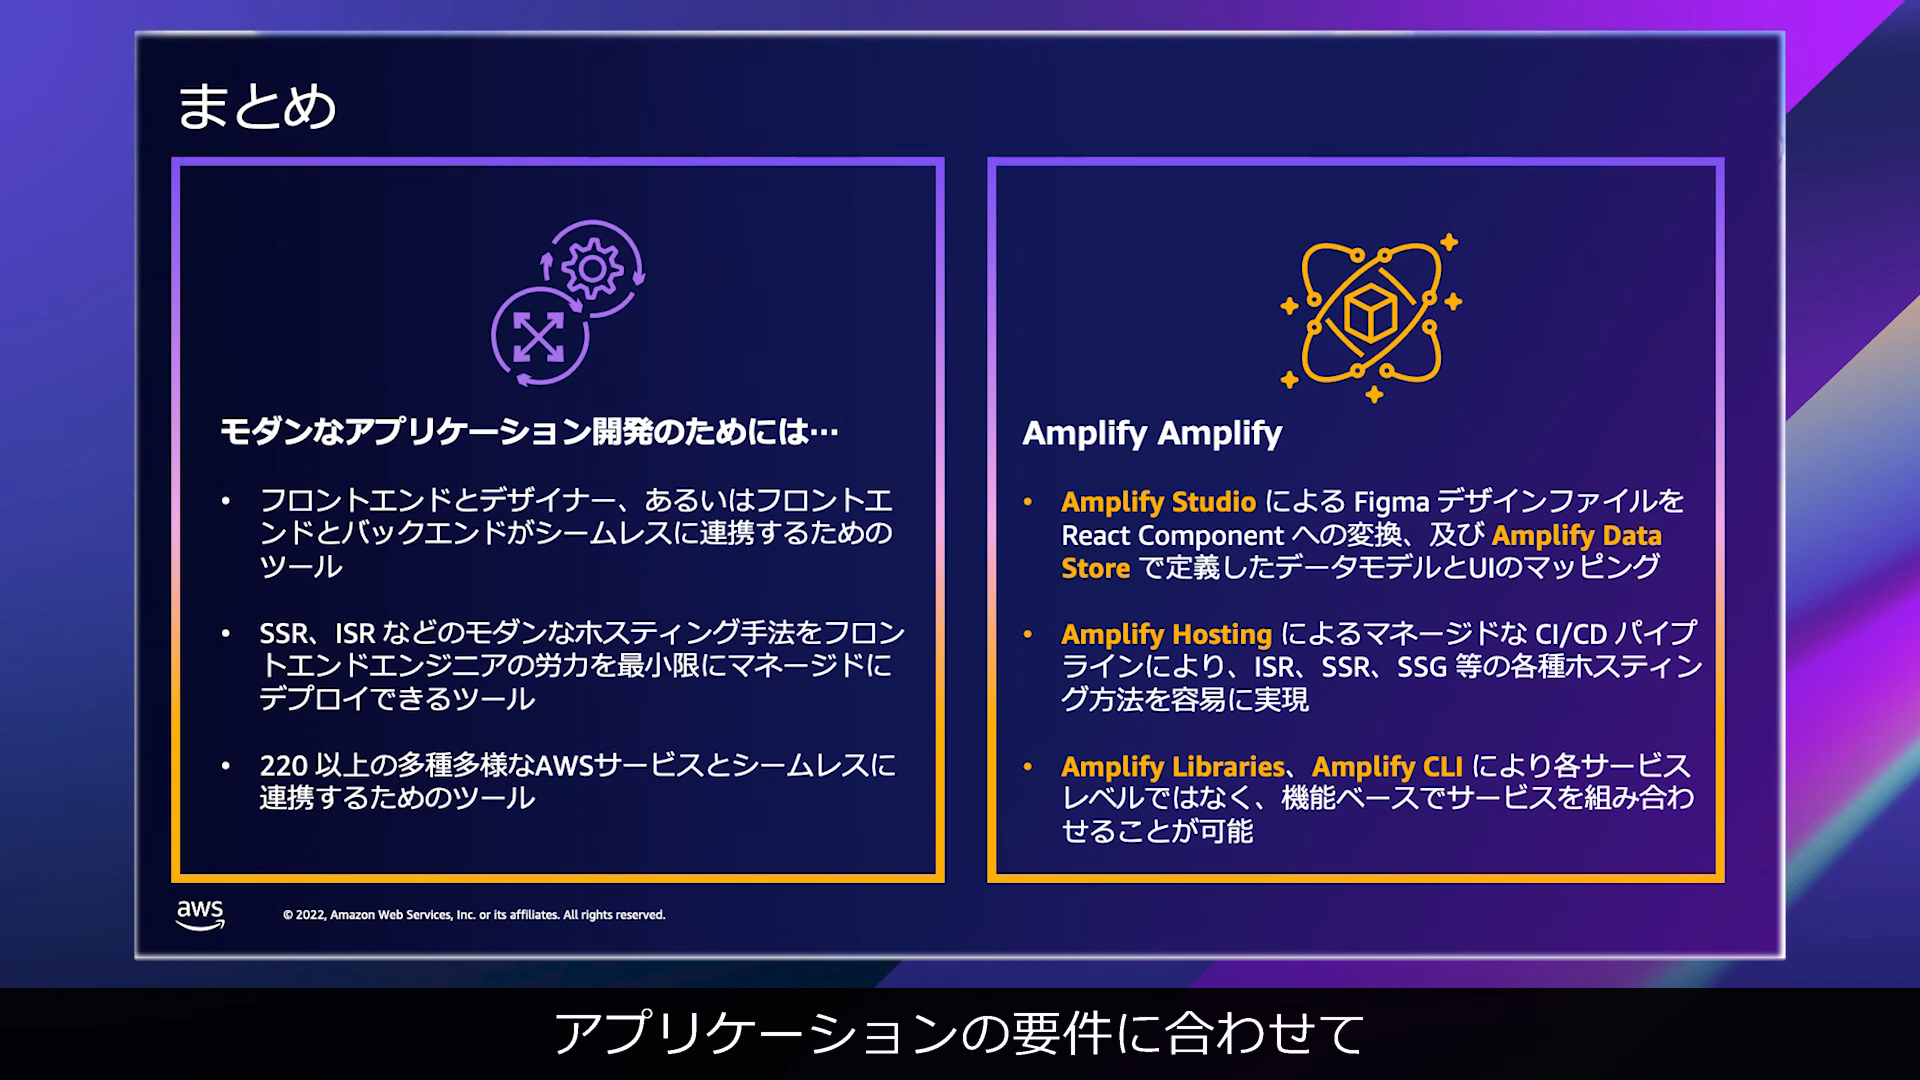 まとめ
モダンなアプリケーション開発のためには…
• フロントエンドとデザイナー、あるいはフロントエ
ンドとバックエンドがシームレスに連携するための
ツール
• SSR、ISR などのモダンなホスティング手法をフロン
トエンドエンジニアの労力を最小限にマネージドに
デプロイできるツール
• 220 以上の多種多様なAWSサービスとシームレスに
連携するためのツール
Amplify Amplify
• Amplify Studio による Figma デザインファイルを
React Component への変換、及び Amplify Data
Store で定義したデータモデルとUIのマッピング
• Amplify Hosting によるマネージドな CI/CD パイプ
ラインにより、ISR、SSR、SSG 等の各種ホスティン
グ方法を容易に実現
• Amplify Libraries、Amplify CLI により各サービス
レベルではなく、機能ベースでサービスを組み合わ
せることが可能
aws
© 2022, Amazon Web Services, Inc. or its affiliates. All rights reserved.
アプリケーションの要件に合わせて